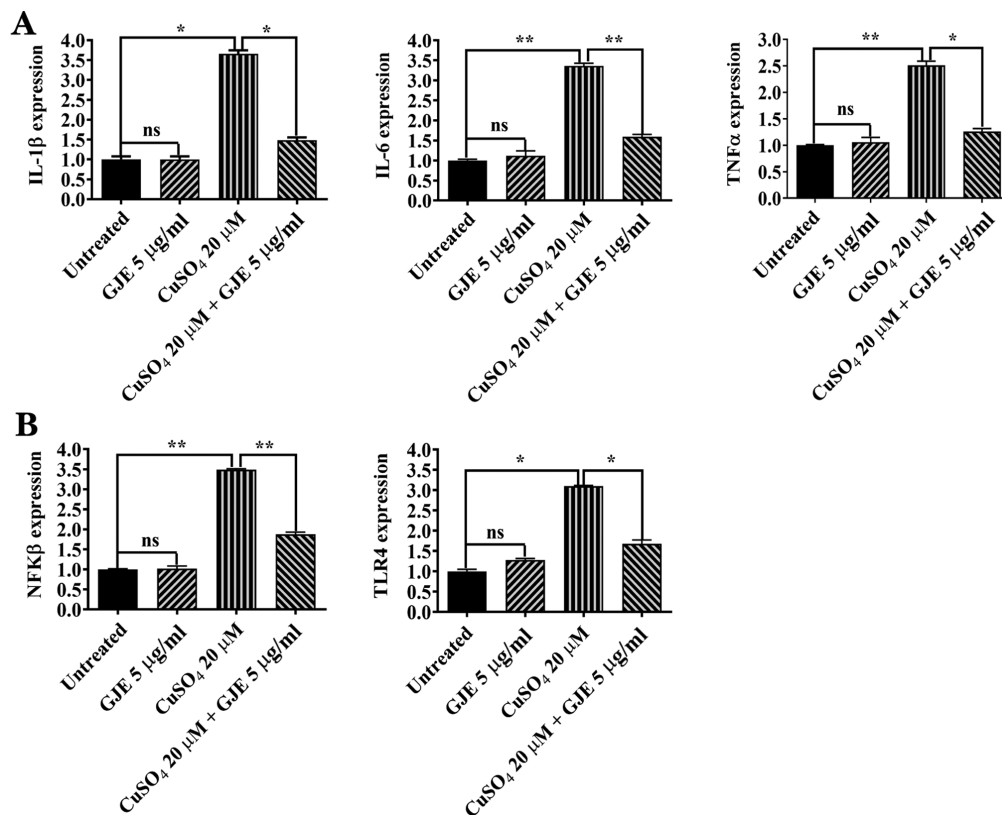 A
IL-1β expression
4.0
3.5
3.0
2.5
2.0
1.5
1.0
0.5
0.0
*
*
ns
Untreated
GJE 5 μg/ml
CuSO₄ 20 μM
CuSO₄ 20 μM + GJE 5 μg/ml
IL-6 expression
4.0
3.5
3.0
2.5
2.0
1.5
1.0
0.5
0.0
**
**
ns
Untreated
GJE 5 μg/ml
CuSO₄ 20 μM
CuSO₄ 20 μM + GJE 5 μg/ml
TNFα expression
3.0
2.5
2.0
1.5
1.0
0.5
0.0
**
*
ns
Untreated
GJE 5 μg/ml
CuSO₄ 20 μM
CuSO₄ 20 μM + GJE 5 μg/ml
B
NFKβ expression
4.0
3.5
3.0
2.5
2.0
1.5
1.0
0.5
0.0
**
**
ns
Untreated
GJE 5 μg/ml
CuSO₄ 20 μM
CuSO₄ 20 μM + GJE 5 μg/ml
TLR4 expression
4.0
3.5
3.0
2.5
2.0
1.5
1.0
0.5
0.0
*
*
ns
Untreated
GJE 5 μg/ml
CuSO₄ 20 μM
CuSO₄ 20 μM + GJE 5 μg/ml